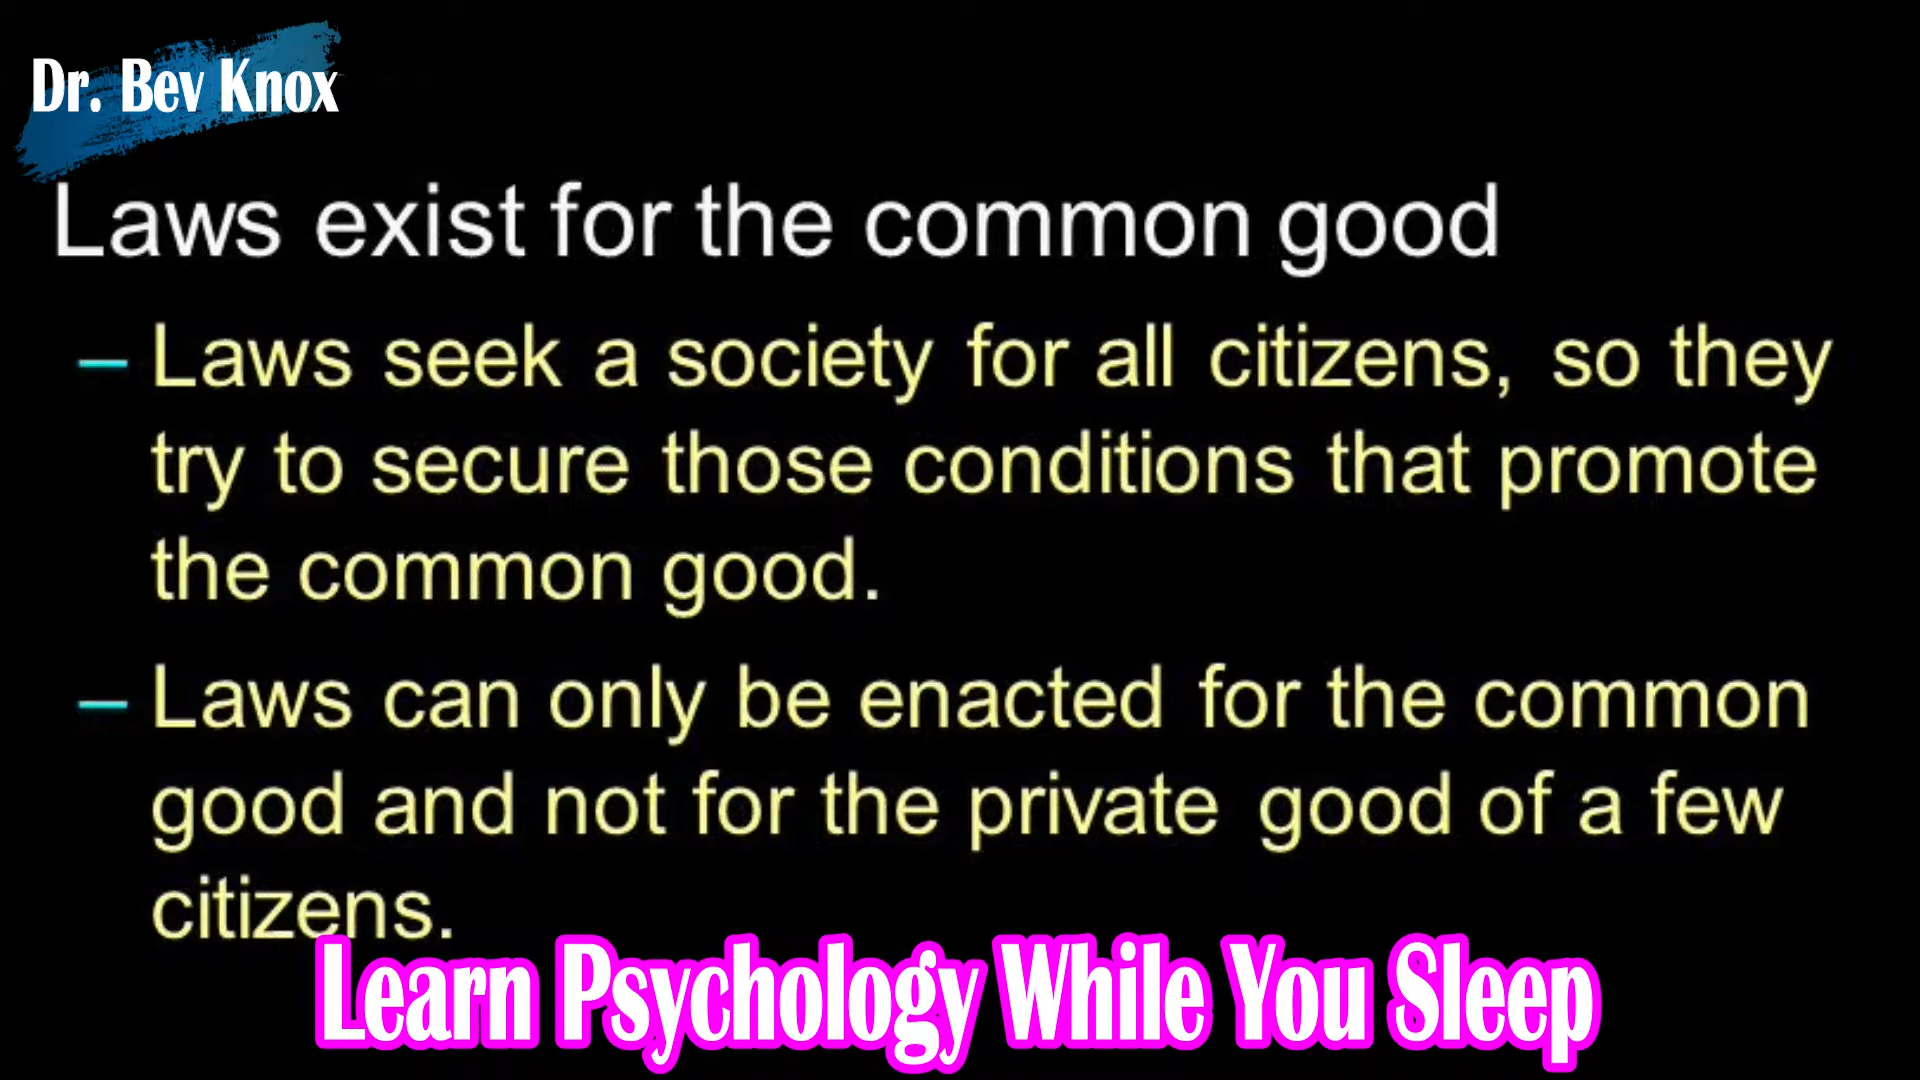 Dr. Bev Knox
Laws exist for the common good
– Laws seek a society for all citizens, so they
try to secure those conditions that promote
the common good.
– Laws can only be enacted for the common
good and not for the private good of a few
citizens.
Learn Psychology While You Sleep